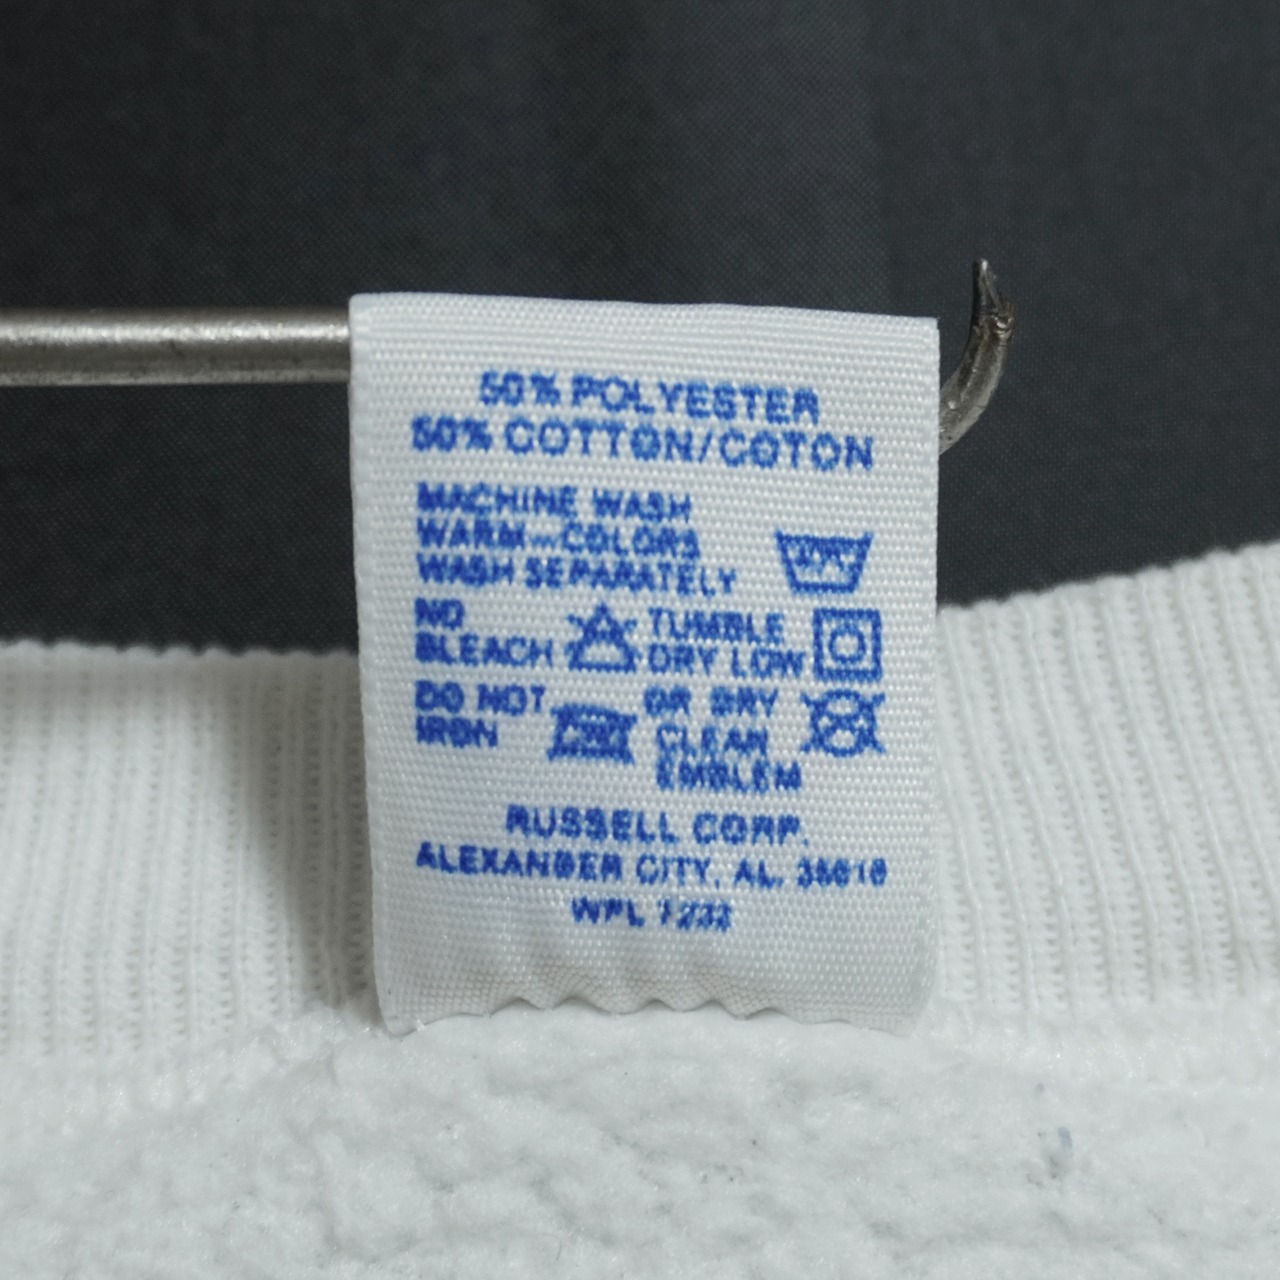 50% POLYESTER
50% COTTON/COTON
MACHINE WASH
WARM—COLORS
WASH SEPARATELY
NO
BLEACH
TUMBLE
DRY LOW
DO NOT
IRON
OR DRY
CLEAN
EMBLEM
RUSSELL CORP.
ALEXANDER CITY, AL. 35010
WPL 7232